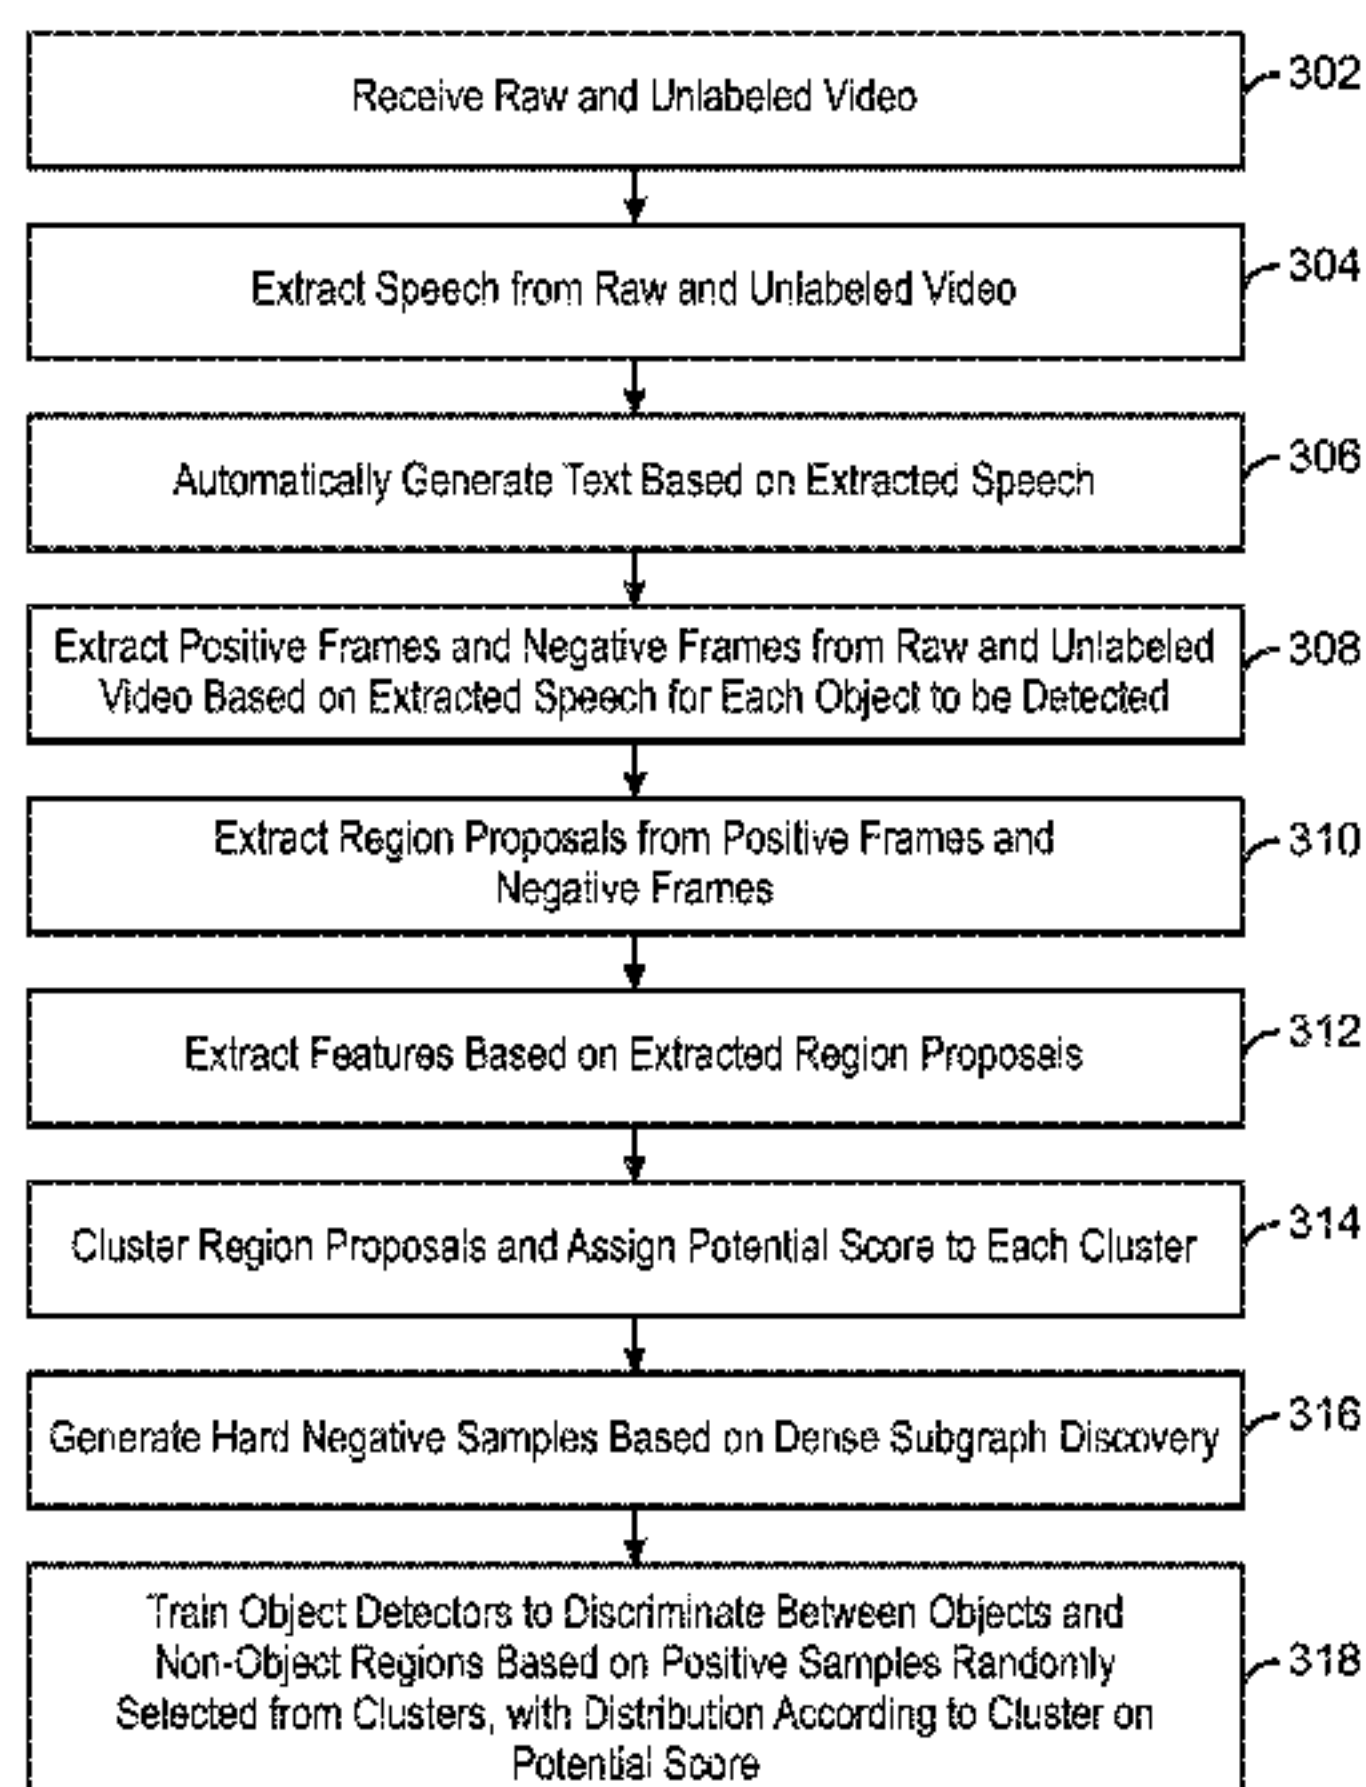 Receive Raw and Unlabeled Video
302
Extract Speech from Raw and Unlabeled Video
304
Automatically Generate Text Based on Extracted Speech
306
Extract Positive Frames and Negative Frames from Raw and Unlabeled
Video Based on Extracted Speech for Each Object to be Detected
308
Extract Region Proposals from Positive Frames and
Negative Frames
310
Extract Features Based on Extracted Region Proposals
312
Cluster Region Proposals and Assign Potential Score to Each Cluster
314
Generate Hard Negative Samples Based on Dense Subgraph Discovery
316
Train Object Detectors to Discriminate Between Objects and
Non-Object Regions Based on Positive Samples Randomly
Selected from Clusters, with Distribution According to Cluster on
Potential Score
318